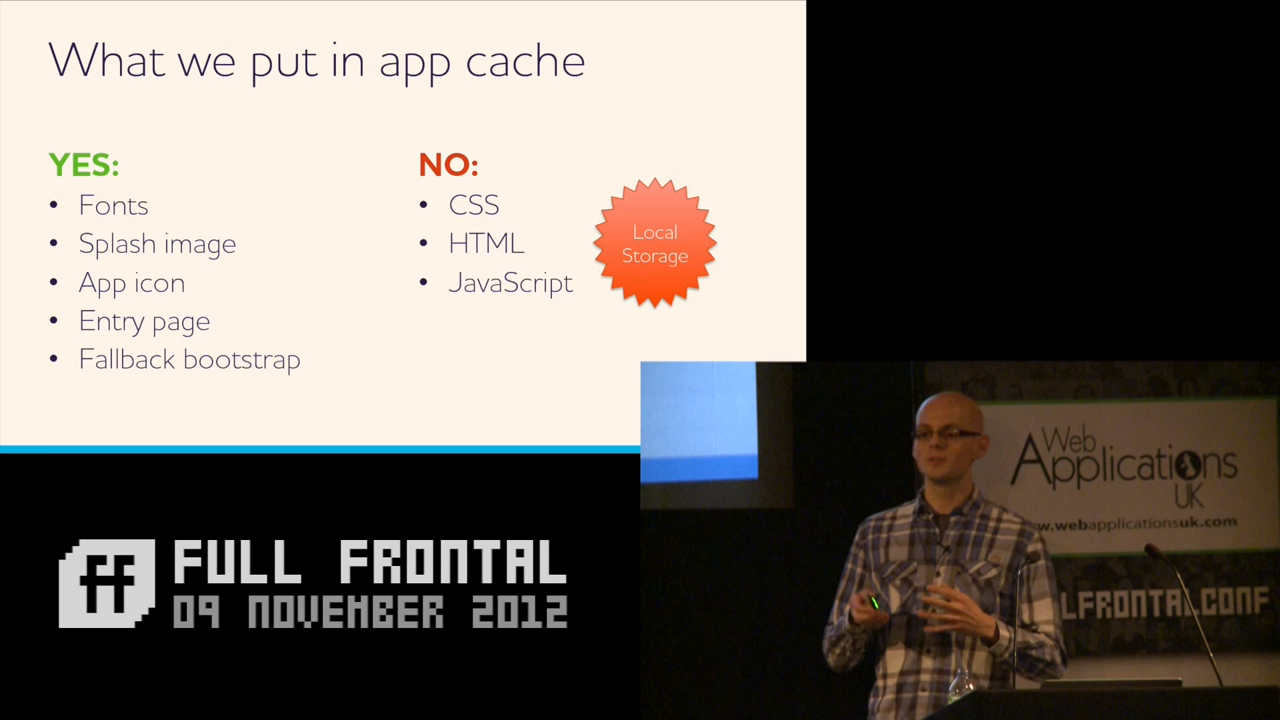 What we put in app cache
YES:
• Fonts
• Splash image
• App icon
• Entry page
• Fallback bootstrap
NO:
• CSS
• HTML
• JavaScript
Local
Storage
ff FULL FRONTAL
09 NOVEMBER 2012
Web
Applications
UK
w.webapplicationsuk.com
LFRONTALCONF